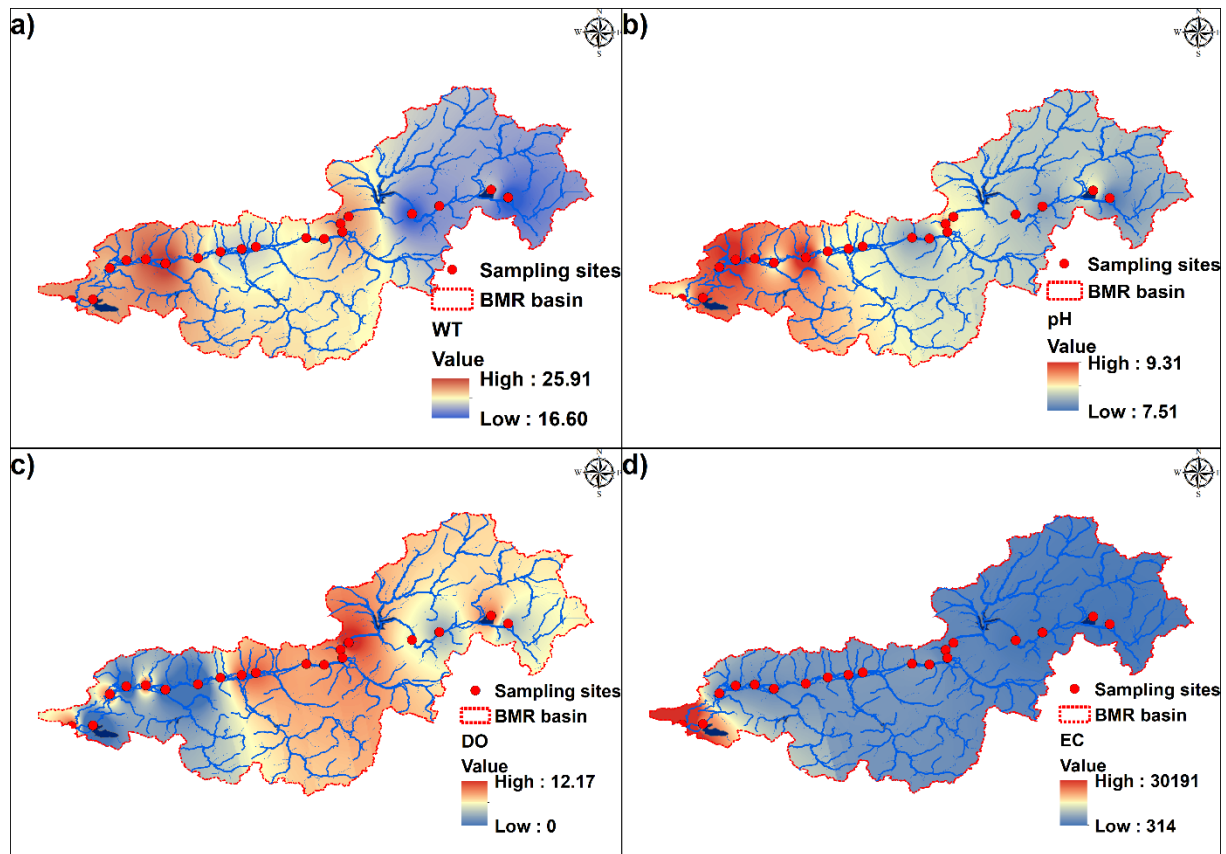 a)
N
W
E
S
Sampling sites
BMR basin
WT
Value
High : 25.91
Low : 16.60
b)
N
W
E
S
Sampling sites
BMR basin
pH
Value
High : 9.31
Low : 7.51
c)
N
W
E
S
Sampling sites
BMR basin
DO
Value
High : 12.17
Low : 0
d)
N
W
E
S
Sampling sites
BMR basin
EC
Value
High : 30191
Low : 314